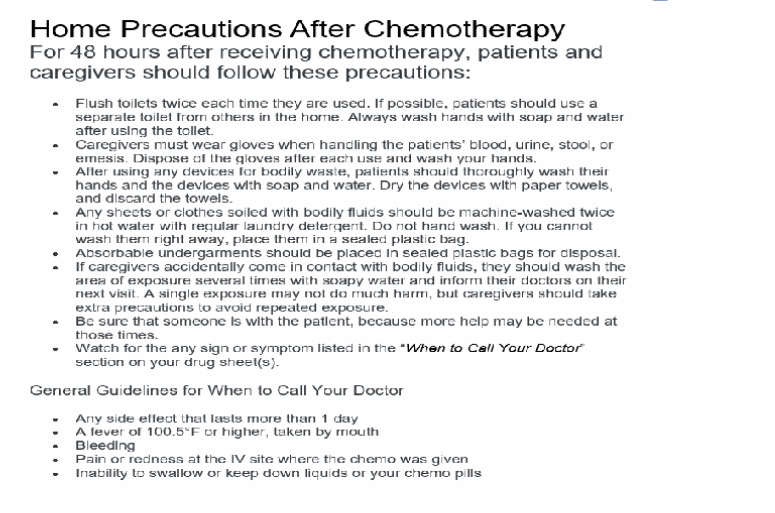 Home Precautions After Chemotherapy
For 48 hours after receiving chemotherapy, patients and
caregivers should follow these precautions:
• Flush toilets twice each time they are used. If possible, patients should use a
separate toilet from others in the home. Always wash hands with soap and water
after using the toilet.
• Caregivers must wear gloves when handling the patients' blood, urine, stool, or
emesis. Dispose of the gloves after each use and wash your hands.
• After using any devices for bodily waste, patients should thoroughly wash their
hands and the devices with soap and water. Dry the devices with paper towels,
and discard the towels.
• Any sheets or clothes soiled with bodily fluids should be machine-washed twice
in hot water with regular laundry detergent. Do not hand wash. If you cannot
wash them right away, place them in a sealed plastic bag.
• Absorbable undergarments should be placed in sealed plastic bags for disposal.
• If caregivers accidentally come in contact with bodily fluids, they should wash the
area of exposure several times with soapy water and inform their doctors on their
next visit. A single exposure may not do much harm, but caregivers should take
extra precautions to avoid repeated exposure.
• Be sure that someone is with the patient, because more help may be needed at
those times.
• Watch for the any sign or symptom listed in the "When to Call Your Doctor"
section on your drug sheet(s).
General Guidelines for When to Call Your Doctor
• Any side effect that lasts more than 1 day
• A fever of 100.5°F or higher, taken by mouth
• Bleeding
• Pain or redness at the IV site where the chemo was given
• Inability to swallow or keep down liquids or your chemo pills